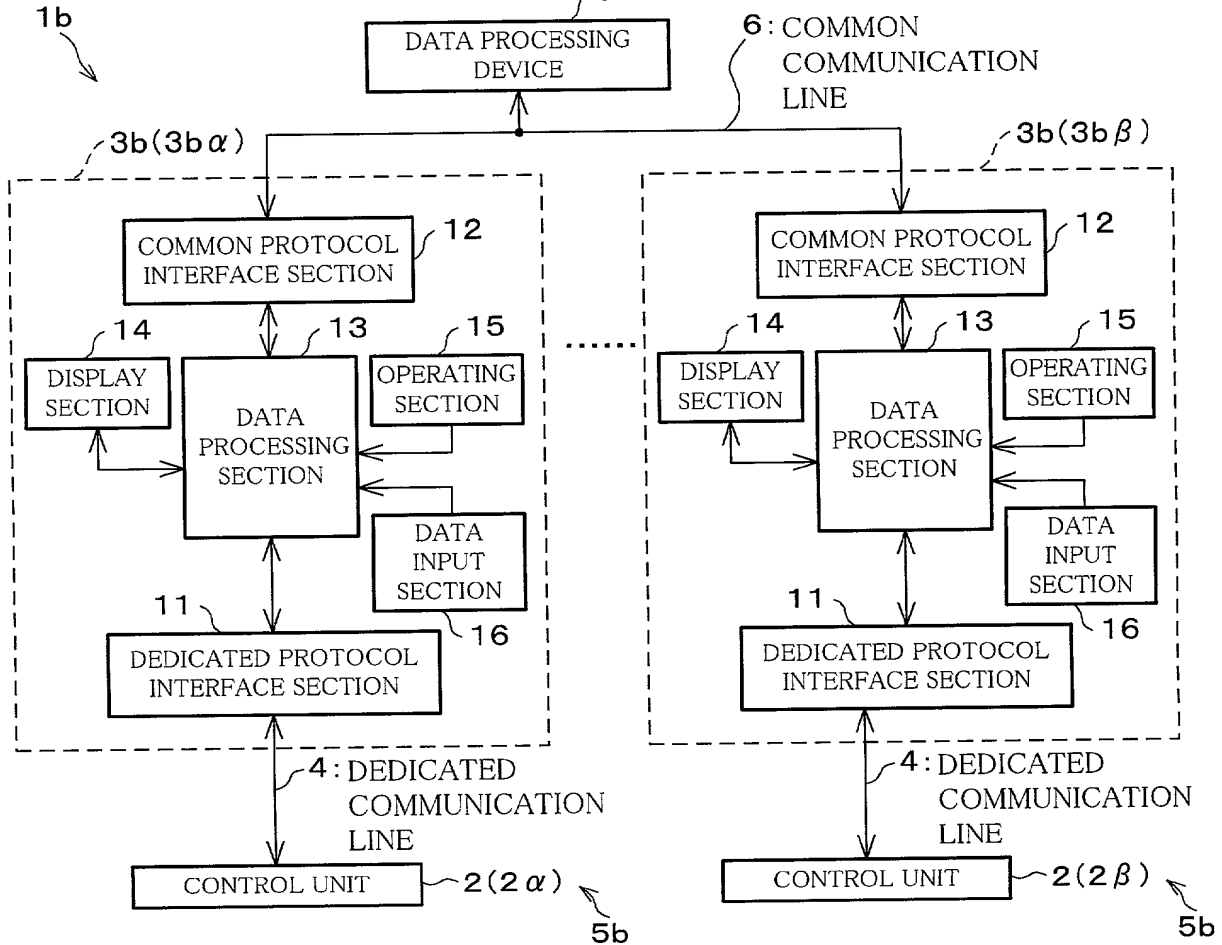 1b
DATA PROCESSING
DEVICE
6: COMMON
COMMUNICATION
LINE
3b(3bα)
3b(3bβ)
COMMON PROTOCOL
INTERFACE SECTION
12
COMMON PROTOCOL
INTERFACE SECTION
12
14
13
15
14
13
15
DISPLAY
SECTION
DATA
PROCESSING
SECTION
OPERATING
SECTION
DISPLAY
SECTION
DATA
PROCESSING
SECTION
OPERATING
SECTION
DATA
INPUT
SECTION
16
DATA
INPUT
SECTION
16
11
DEDICATED PROTOCOL
INTERFACE SECTION
11
DEDICATED PROTOCOL
INTERFACE SECTION
4: DEDICATED
COMMUNICATION
LINE
4: DEDICATED
COMMUNICATION
LINE
CONTROL UNIT
2(2α)
5b
CONTROL UNIT
2(2β)
5b